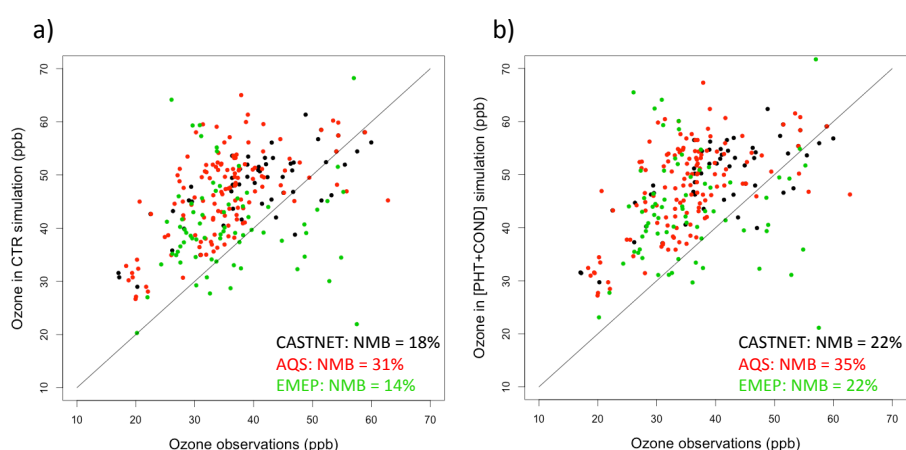 a)
Ozone in CTR simulation (ppb)
70
60
50
40
30
20
10
CASTNET: NMB = 18%
AQS: NMB = 31%
EMEP: NMB = 14%
10 20 30 40 50 60 70
Ozone observations (ppb)
b)
Ozone in [PHT+COND] simulation (ppb)
70
60
50
40
30
20
10
CASTNET: NMB = 22%
AQS: NMB = 35%
EMEP: NMB = 22%
10 20 30 40 50 60 70
Ozone observations (ppb)